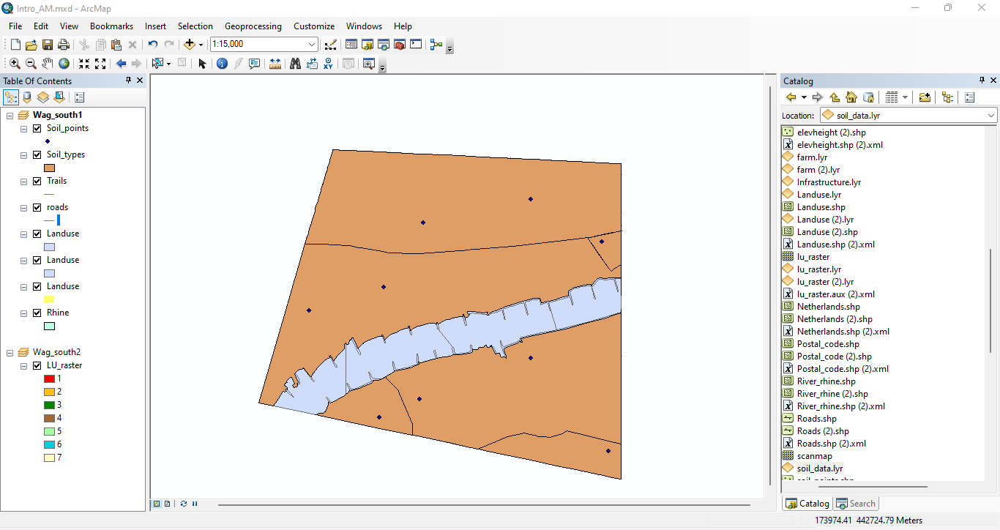 Intro_AM.mxd - ArcMap
File Edit View Bookmarks Insert Selection Geoprocessing Customize Windows Help
1:15,000
Table Of Contents
Wag_south1
Soil_points
Soil_types
Trails
roads
Landuse
Landuse
Landuse
Rhine
Wag_south2
LU_raster
1
2
3
4
5
6
7
Catalog
Location: soil_data.lyr
elevheight (2).shp
elevheight.shp (2).xml
farm.lyr
farm (2).lyr
Infrastructure.lyr
Landuse.lyr
Landuse.shp
Landuse (2).lyr
Landuse (2).shp
Landuse.shp (2).xml
lu_raster
lu_raster.lyr
lu_raster (2).lyr
lu_raster.aux (2).xml
Netherlands.shp
Netherlands (2).shp
Netherlands.shp (2).xml
Postal_code.shp
Postal_code (2).shp
Postal_code.shp (2).xml
River_rhine.shp
River_rhine (2).shp
River_rhine.shp (2).xml
Roads.shp
Roads (2).shp
Roads.shp (2).xml
scanmap
soil_data.lyr
Catalog Search
173974.41 442724.79 Meters